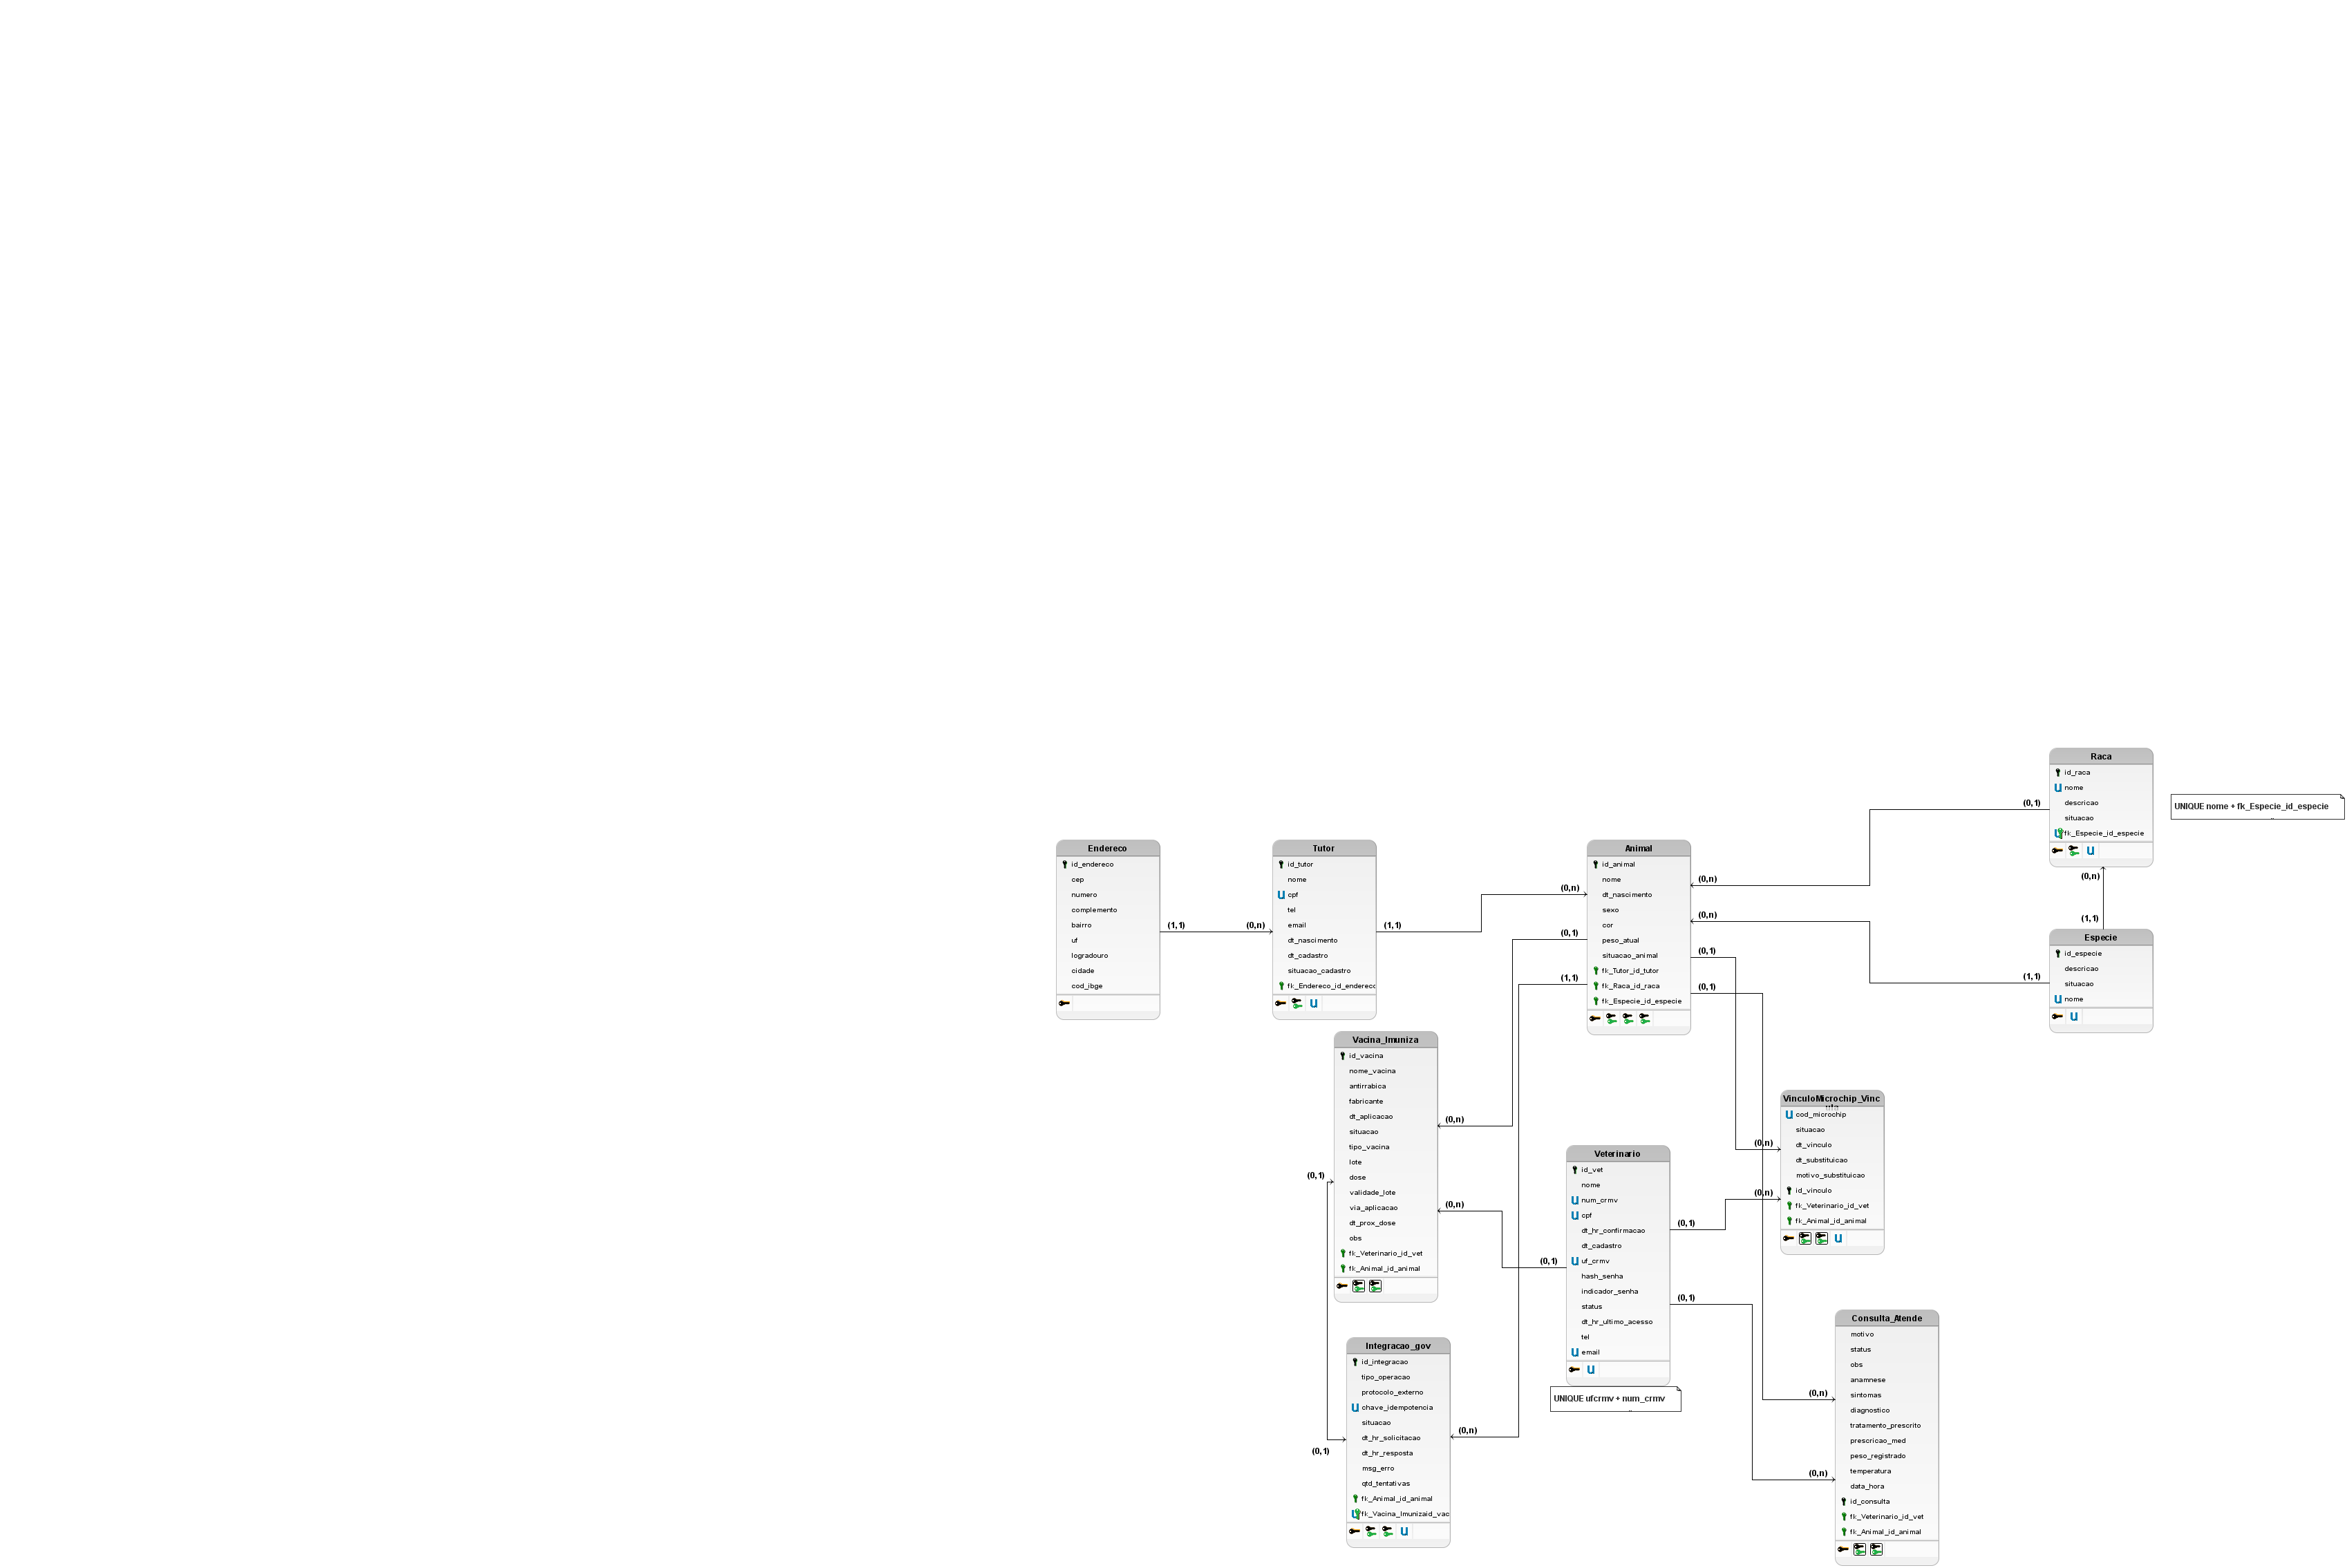 Raca
id_raca
nome
descricao
situacao
fk_Especie_id_especie
(0,1)
(0,n)
UNIQUE nome + fk_Especie_id_especie
Endereco
id_endereco
cep
numero
complemento
bairro
uf
logradouro
cidade
cod_ibge
(1,1)
(0,n)
Tutor
id_tutor
nome
cpf
tel
email
dt_nascimento
dt_cadastro
situacao_cadastro
fk_Endereco_id_endereco
(1,1)
(0,n)
Animal
id_animal
nome
dt_nascimento
sexo
cor
peso_atual
situacao_animal
fk_Tutor_id_tutor
fk_Raca_id_raca
fk_Especie_id_especie
(0,1)
(1,1)
(0,n)
(0,n)
(0,1)
(0,1)
(1,1)
Especie
id_especie
descricao
situacao
nome
(1,1)
Vacina_Imuniza
id_vacina
nome_vacina
antirrabica
fabricante
dt_aplicacao
situacao
tipo_vacina
lote
dose
validade_lote
via_aplicacao
dt_prox_dose
obs
fk_Veterinario_id_vet
fk_Animal_id_animal
(0,1)
(0,n)
(0,n)
VinculoMicrochip_Vinc
cod_microchip
situacao
dt_vinculo
dt_substituicao
motivo_substituicao
id_vinculo
fk_Veterinario_id_vet
fk_Animal_id_animal
(0,n)
(0,n)
Veterinario
id_vet
nome
num_crmv
cpf
dt_hr_confirmacao
dt_cadastro
uf_crmv
hash_senha
indicador_senha
status
dt_hr_ultimo_acesso
tel
email
(0,1)
(0,1)
(0,1)
UNIQUE ufcrmv + num_crmv
Integracao_gov
id_integracao
tipo_operacao
protocolo_externo
chave_idempotencia
situacao
dt_hr_solicitacao
dt_hr_resposta
msg_erro
qtd_tentativas
fk_Animal_id_animal
fk_Vacina_Imunizaid_vac
(0,1)
(0,n)
Consulta_Atende
motivo
status
obs
anamnese
sintomas
diagnostico
tratamento_prescrito
prescricao_med
peso_registrado
temperatura
data_hora
id_consulta
fk_Veterinario_id_vet
fk_Animal_id_animal
(0,n)
(0,n)